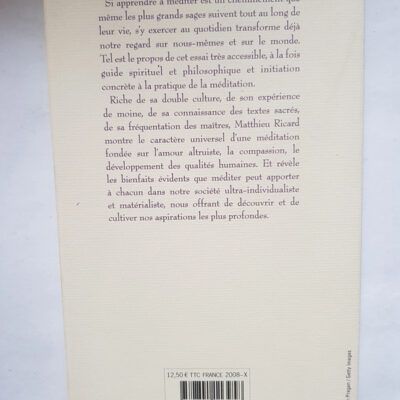 Si apprendre à méditer est un cheminement que
même les plus grands sages suivent tout au long de
leur vie, s'y exercer au quotidien transforme déjà
notre regard sur nous-mêmes et sur le monde.
Tel est le propos de cet essai très accessible, à la fois
guide spirituel et philosophique et initiation
concrète à la pratique de la méditation.
Riche de sa double culture, de son expérience
de moine, de sa connaissance des textes sacrés,
de sa fréquentation des maîtres, Matthieu Ricard
montre le caractère universel d'une méditation
fondée sur l'amour altruiste, la compassion, le
développement des qualités humaines. Et révèle
les bienfaits évidents que méditer peut apporter
à chacun dans notre société ultra-individualiste
et matérialiste, nous offrant de découvrir et de
cultiver nos aspirations les plus profondes.
12,50 € TTC FRANCE 2008-X
Fragan / Getty Images